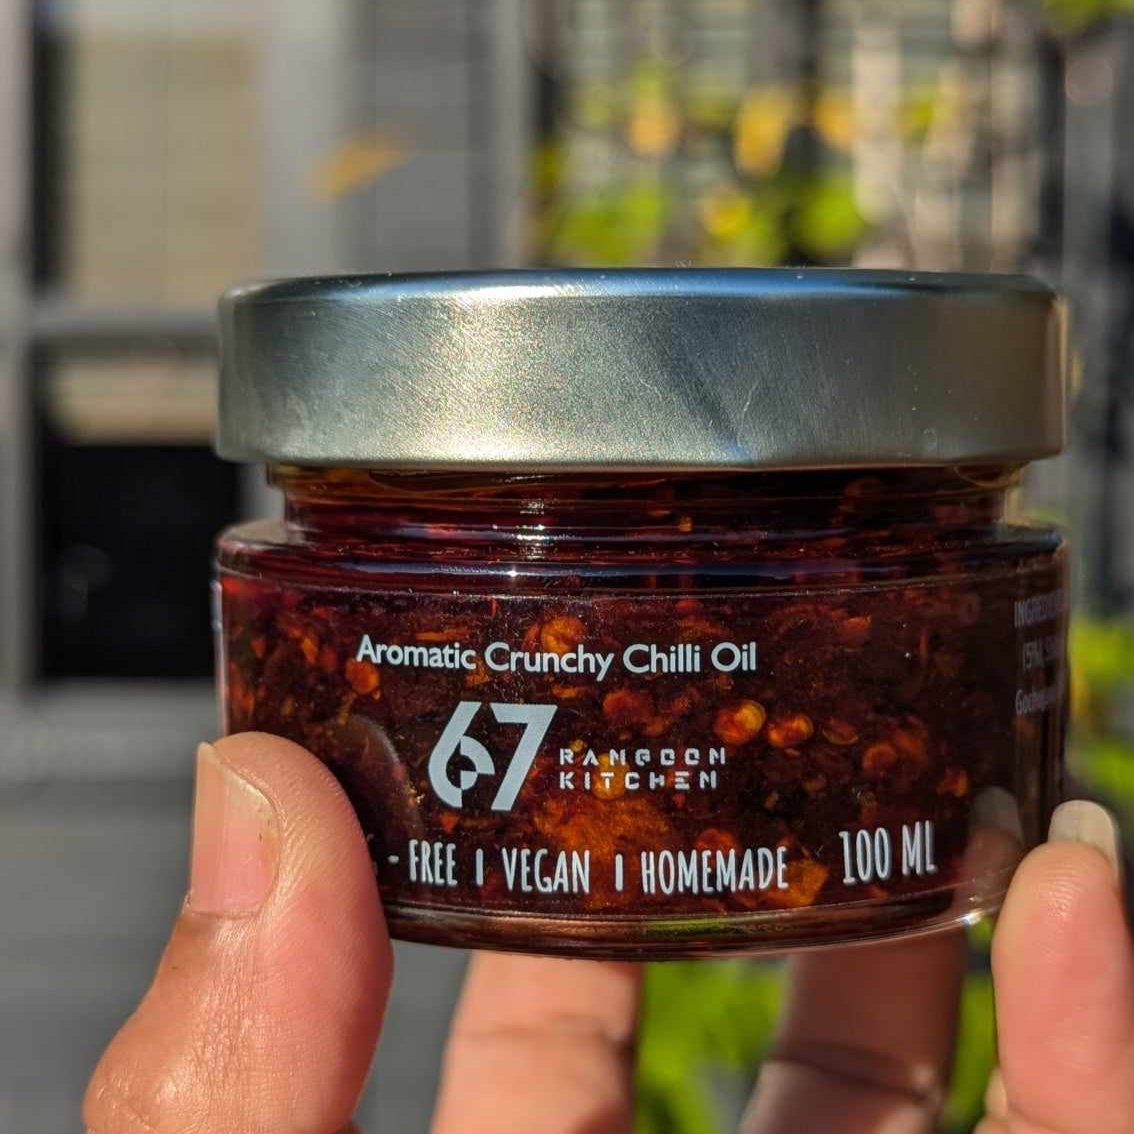 Aromatic Crunchy Chilli Oil
67 RANGOON
KITCHEN
- FREE | VEGAN | HOMEMADE 100 ML